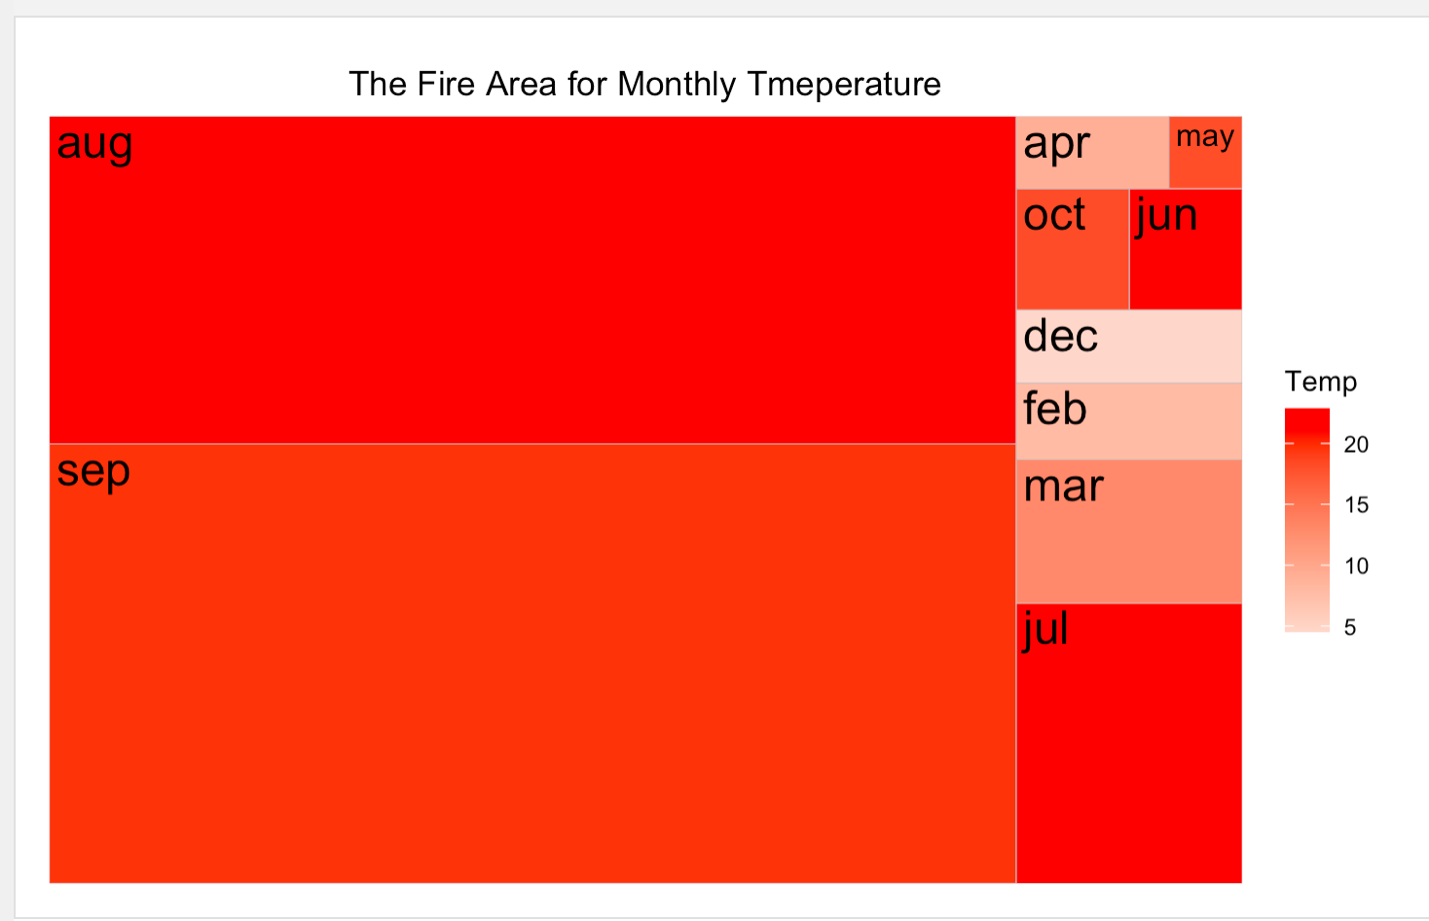 The Fire Area for Monthly Tmeperature
aug
apr
may
oct
jun
dec
feb
sep
mar
jul
Temp
20
15
10
5